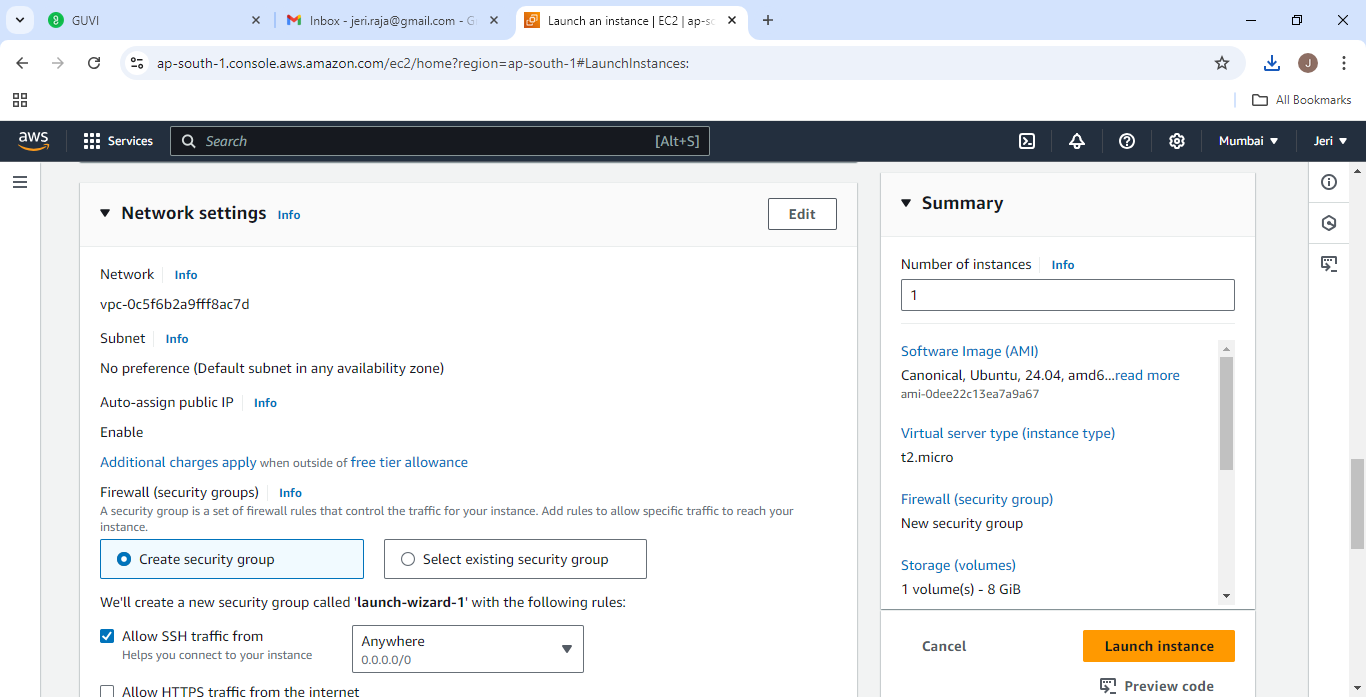 GUVI
Inbox - jeri.raja@gmail.com - G
Launch an instance | EC2 | ap-so
ap-south-1.console.aws.amazon.com/ec2/home?region=ap-south-1#LaunchInstances:
J
All Bookmarks
aws
Services
Search
[Alt+S]
Mumbai
Jeri
Network settings Info
Edit
Network Info
vpc-0c5f6b2a9fff8ac7d
Subnet Info
No preference (Default subnet in any availability zone)
Auto-assign public IP Info
Enable
Additional charges apply when outside of free tier allowance
Firewall (security groups) Info
A security group is a set of firewall rules that control the traffic for your instance. Add rules to allow specific traffic to reach your
instance.
Create security group
Select existing security group
We'll create a new security group called 'launch-wizard-1' with the following rules:
Allow SSH traffic from
Helps you connect to your instance
Anywhere
0.0.0.0/0
Allow HTTPS traffic from the internet
Summary
Number of instances Info
1
Software Image (AMI)
Canonical, Ubuntu, 24.04, amd6...read more
ami-0dee22c13ea7a9a67
Virtual server type (instance type)
t2.micro
Firewall (security group)
New security group
Storage (volumes)
1 volume(s) - 8 GiB
Cancel
Launch instance
Preview code